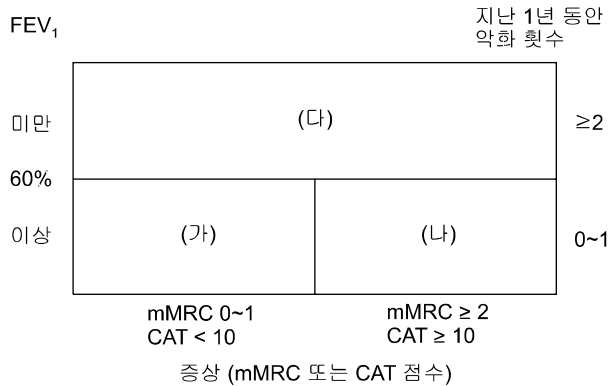 FEV₁
지난 1년 동안
악화 횟수
미만
(다)
≥2
60%
이상
(가)
(나)
0~1
mMRC 0~1
CAT < 10
mMRC ≥ 2
CAT ≥ 10
증상 (mMRC 또는 CAT 점수)